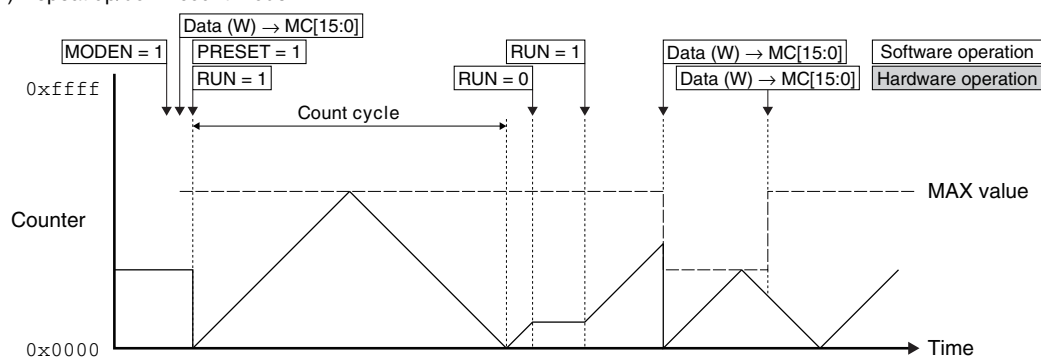 Data (W) → MC[15:0]
MODEN = 1
PRESET = 1
RUN = 1
Data (W) → MC[15:0]
Software operation
RUN = 1
RUN = 0
Data (W) → MC[15:0]
Hardware operation
0xffff
Count cycle
MAX value
Counter
0x0000
Time